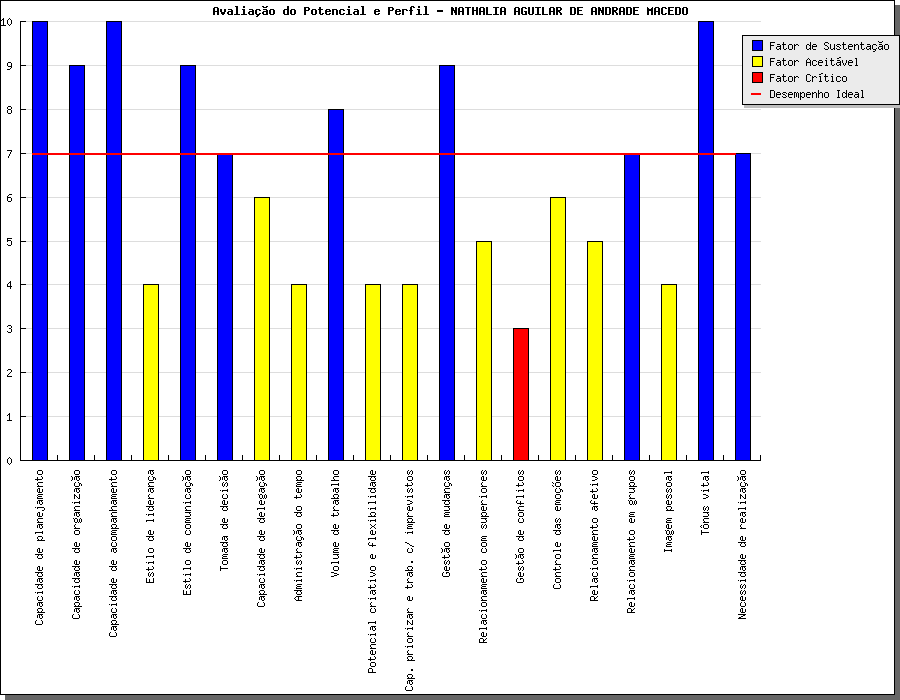 Avaliação do Potencial e Perfil - NATHALIA AGUILAR DE ANDRADE MACEDO
Fator de Sustentação
Fator Aceitável
Fator Crítico
Desempenho Ideal
10
9
8
7
6
5
4
3
2
1
0
Capacidade de planejamento
Capacidade de organização
Capacidade de acompanhamento
Estilo de liderança
Estilo de comunicação
Tomada de decisão
Capacidade de delegação
Administração do tempo
Volume de trabalho
Potencial criativo e flexibilidade
Cap. priorizar e trab. c/ imprevistos
Gestão de mudanças
Relacionamento com superiores
Gestão de conflitos
Controle das emoções
Relacionamento afetivo
Relacionamento em grupos
Imagem pessoal
Tônus vital
Necessidade de realização